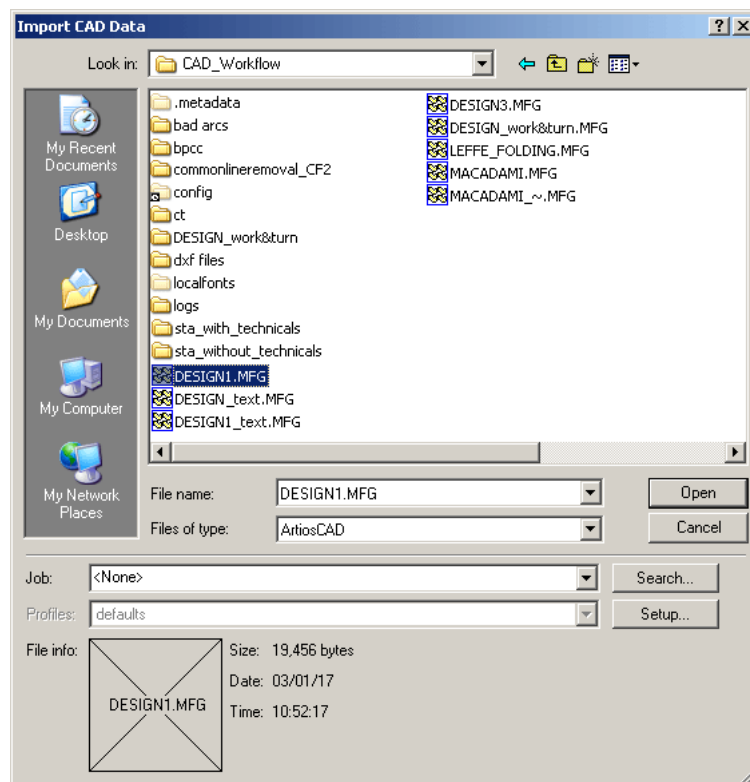 Import CAD Data
Look in: CAD_Workflow
My Recent
Documents
Desktop
My Documents
My Computer
My Network
Places
.metadata
bad arcs
bpcc
commonlineremoval_CF2
config
ct
DESIGN_work&turn
dxf files
localfonts
logs
sta_with_technicals
sta_without_technicals
DESIGN1.MFG
DESIGN_text.MFG
DESIGN1_text.MFG
DESIGN3.MFG
DESIGN_work&turn.MFG
LEFFE_FOLDING.MFG
MACADAMI.MFG
MACADAMI_~.MFG
File name: DESIGN1.MFG Open
Files of type: ArtiosCAD Cancel
Job: <None> Search...
Profiles: defaults Setup...
File info: DESIGN1.MFG
Size: 19,456 bytes
Date: 03/01/17
Time: 10:52:17